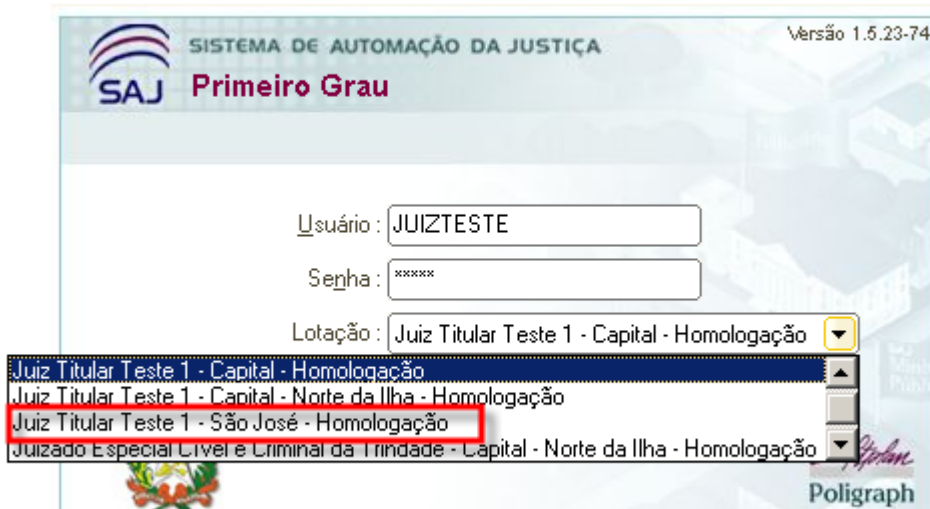 Versão 1.5.23-74
SISTEMA DE AUTOMAÇÃO DA JUSTIÇA
SAJ
Primeiro Grau
Usuário : JUIZTESTE
Senha : xxxxx
Lotação : Juiz Titular Teste 1 - Capital - Homologação
Juiz Titular Teste 1 - Capital - Homologação
Juiz Titular Teste 1 - Capital - Norte da Ilha - Homologação
Juiz Titular Teste 1 - São José - Homologação
Juizado Especial Cível e Criminal da Trindade - Capital - Norte da Ilha - Homologação
Poligraph